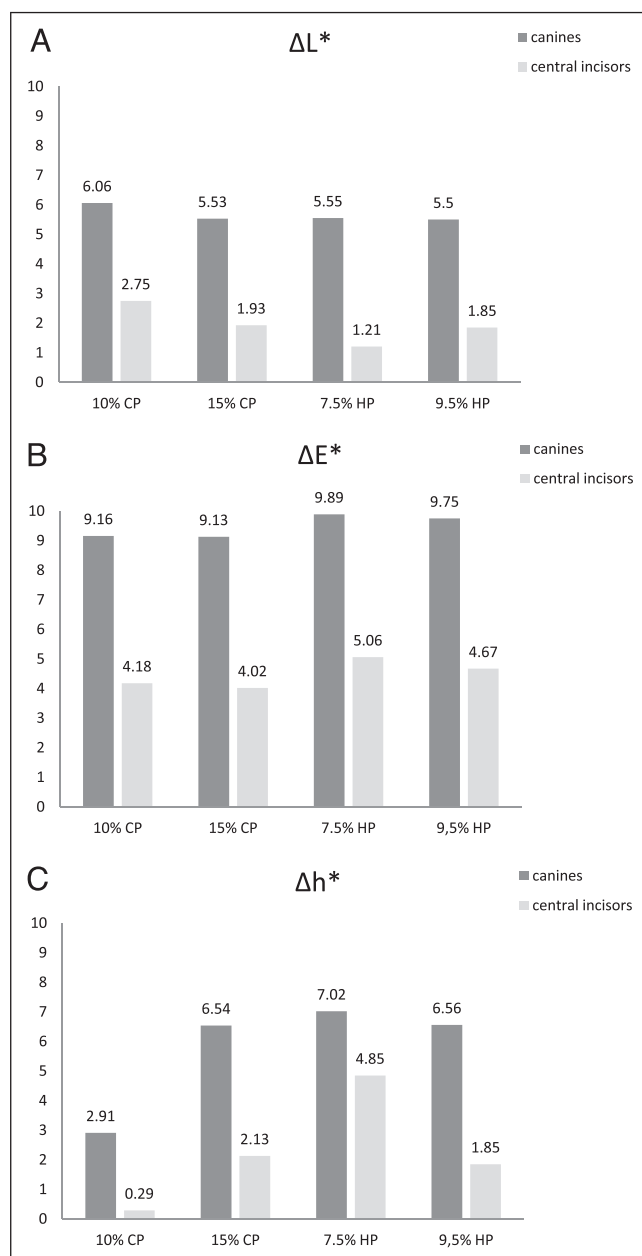 A
ΔL*
canines
central incisors
10
9
8
7
6
5
4
3
2
1
0
6.06
2.75
5.53
1.93
5.55
1.21
5.5
1.85
10% CP
15% CP
7.5% HP
9.5% HP
B
ΔE*
canines
central incisors
10
9
8
7
6
5
4
3
2
1
0
9.16
4.18
9.13
4.02
9.89
5.06
9.75
4.67
10% CP
15% CP
7.5% HP
9,5% HP
C
Δh*
canines
central incisors
10
9
8
7
6
5
4
3
2
1
0
2.91
0.29
6.54
2.13
7.02
4.85
6.56
1.85
10% CP
15% CP
7.5% HP
9,5% HP